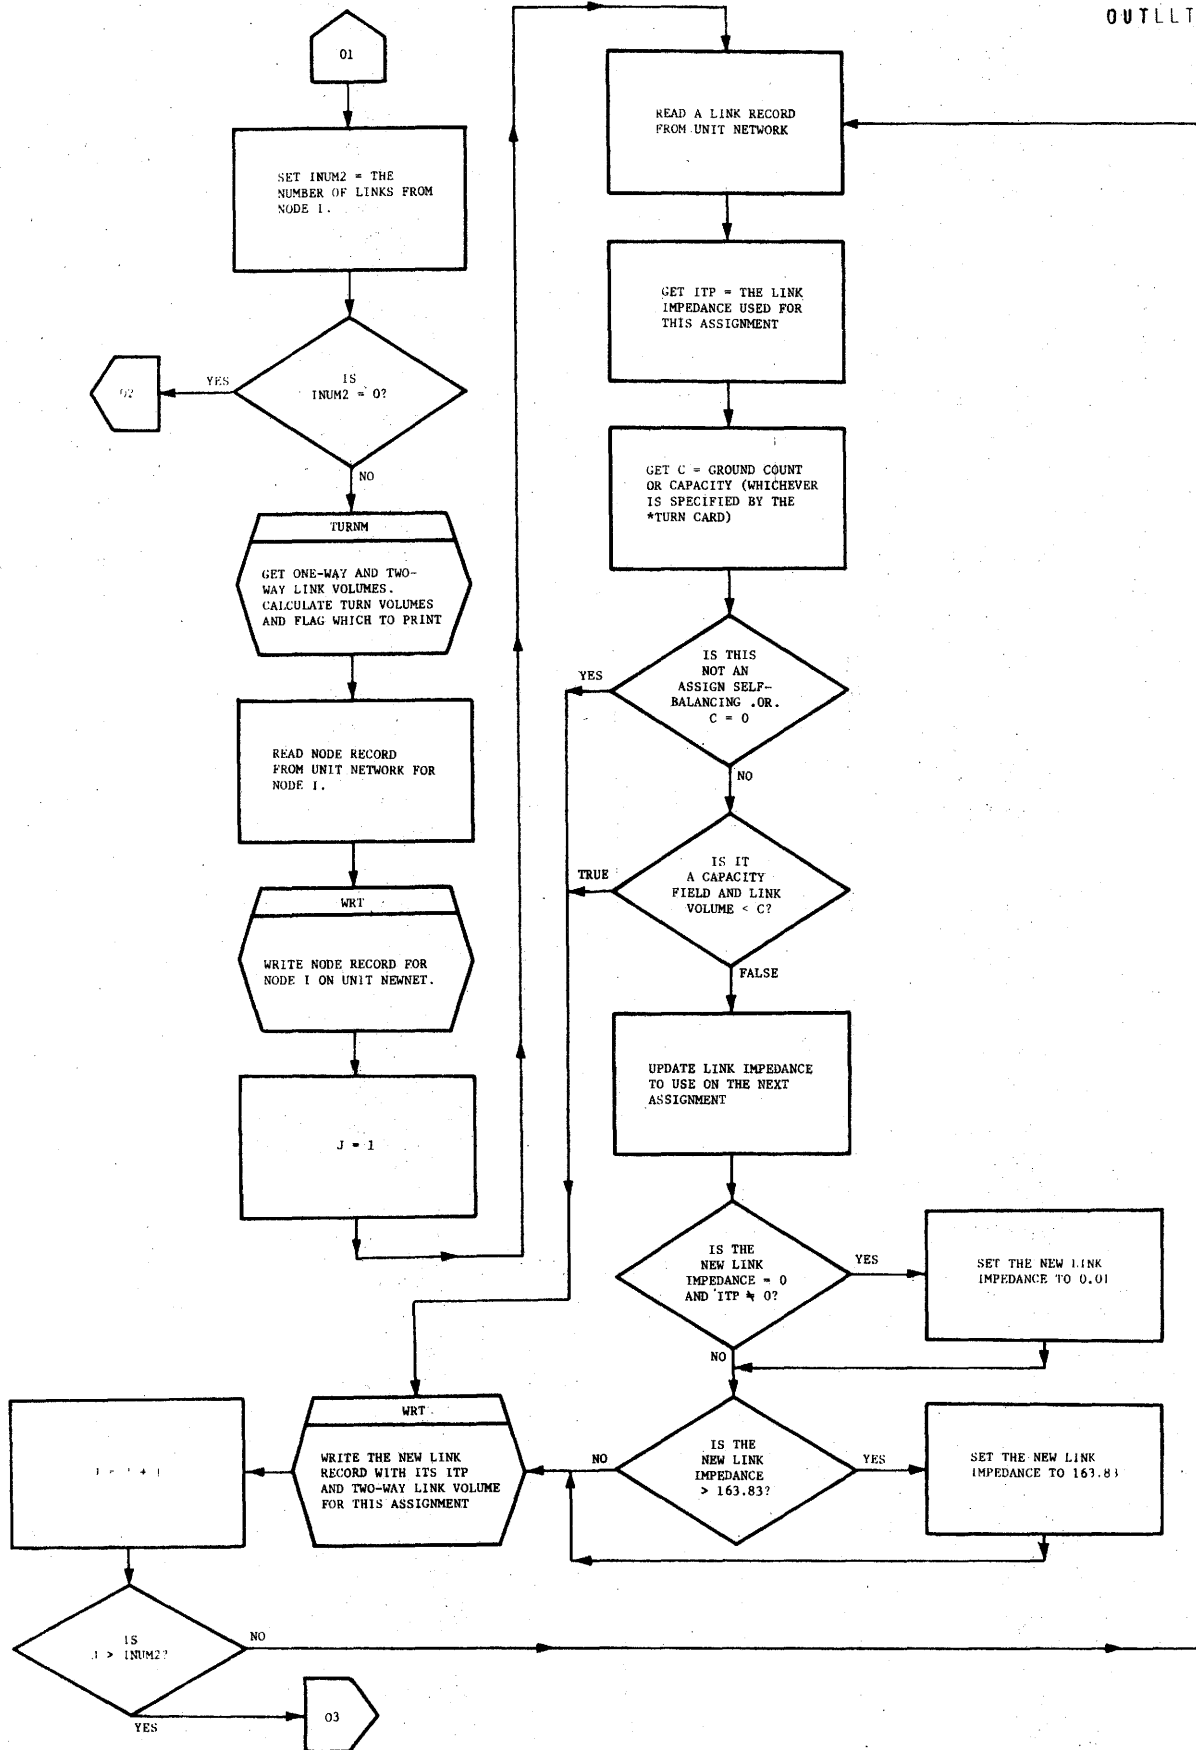 OUTLLT
01
SET INUM2 = THE
NUMBER OF LINKS FROM
NODE I.
IS
INUM2 = 0?
YES
02
NO
TURNM
GET ONE-WAY AND TWO-
WAY LINK VOLUMES.
CALCULATE TURN VOLUMES
AND FLAG WHICH TO PRINT
READ NODE RECORD
FROM UNIT NETWORK FOR
NODE I.
WRT
WRITE NODE RECORD FOR
NODE I ON UNIT NEWNET.
J = 1
READ A LINK RECORD
FROM UNIT NETWORK
GET ITP = THE LINK
IMPEDANCE USED FOR
THIS ASSIGNMENT
GET C = GROUND COUNT
OR CAPACITY (WHICHEVER
IS SPECIFIED BY THE
*TURN CARD)
IS THIS
NOT AN
ASSIGN SELF-
BALANCING .OR.
C = 0
YES
NO
IS IT
A CAPACITY
FIELD AND LINK
VOLUME < C?
TRUE
FALSE
UPDATE LINK IMPEDANCE
TO USE ON THE NEXT
ASSIGNMENT
IS THE
NEW LINK
IMPEDANCE = 0
AND ITP ≠ 0?
YES
SET THE NEW LINK
IMPEDANCE TO 0.01
NO
IS THE
NEW LINK
IMPEDANCE
> 163.83?
YES
SET THE NEW LINK
IMPEDANCE TO 163.83
NO
WRT
WRITE THE NEW LINK
RECORD WITH ITS ITP
AND TWO-WAY LINK VOLUME
FOR THIS ASSIGNMENT
J = J + 1
IS
J > INUM2?
NO
YES
03